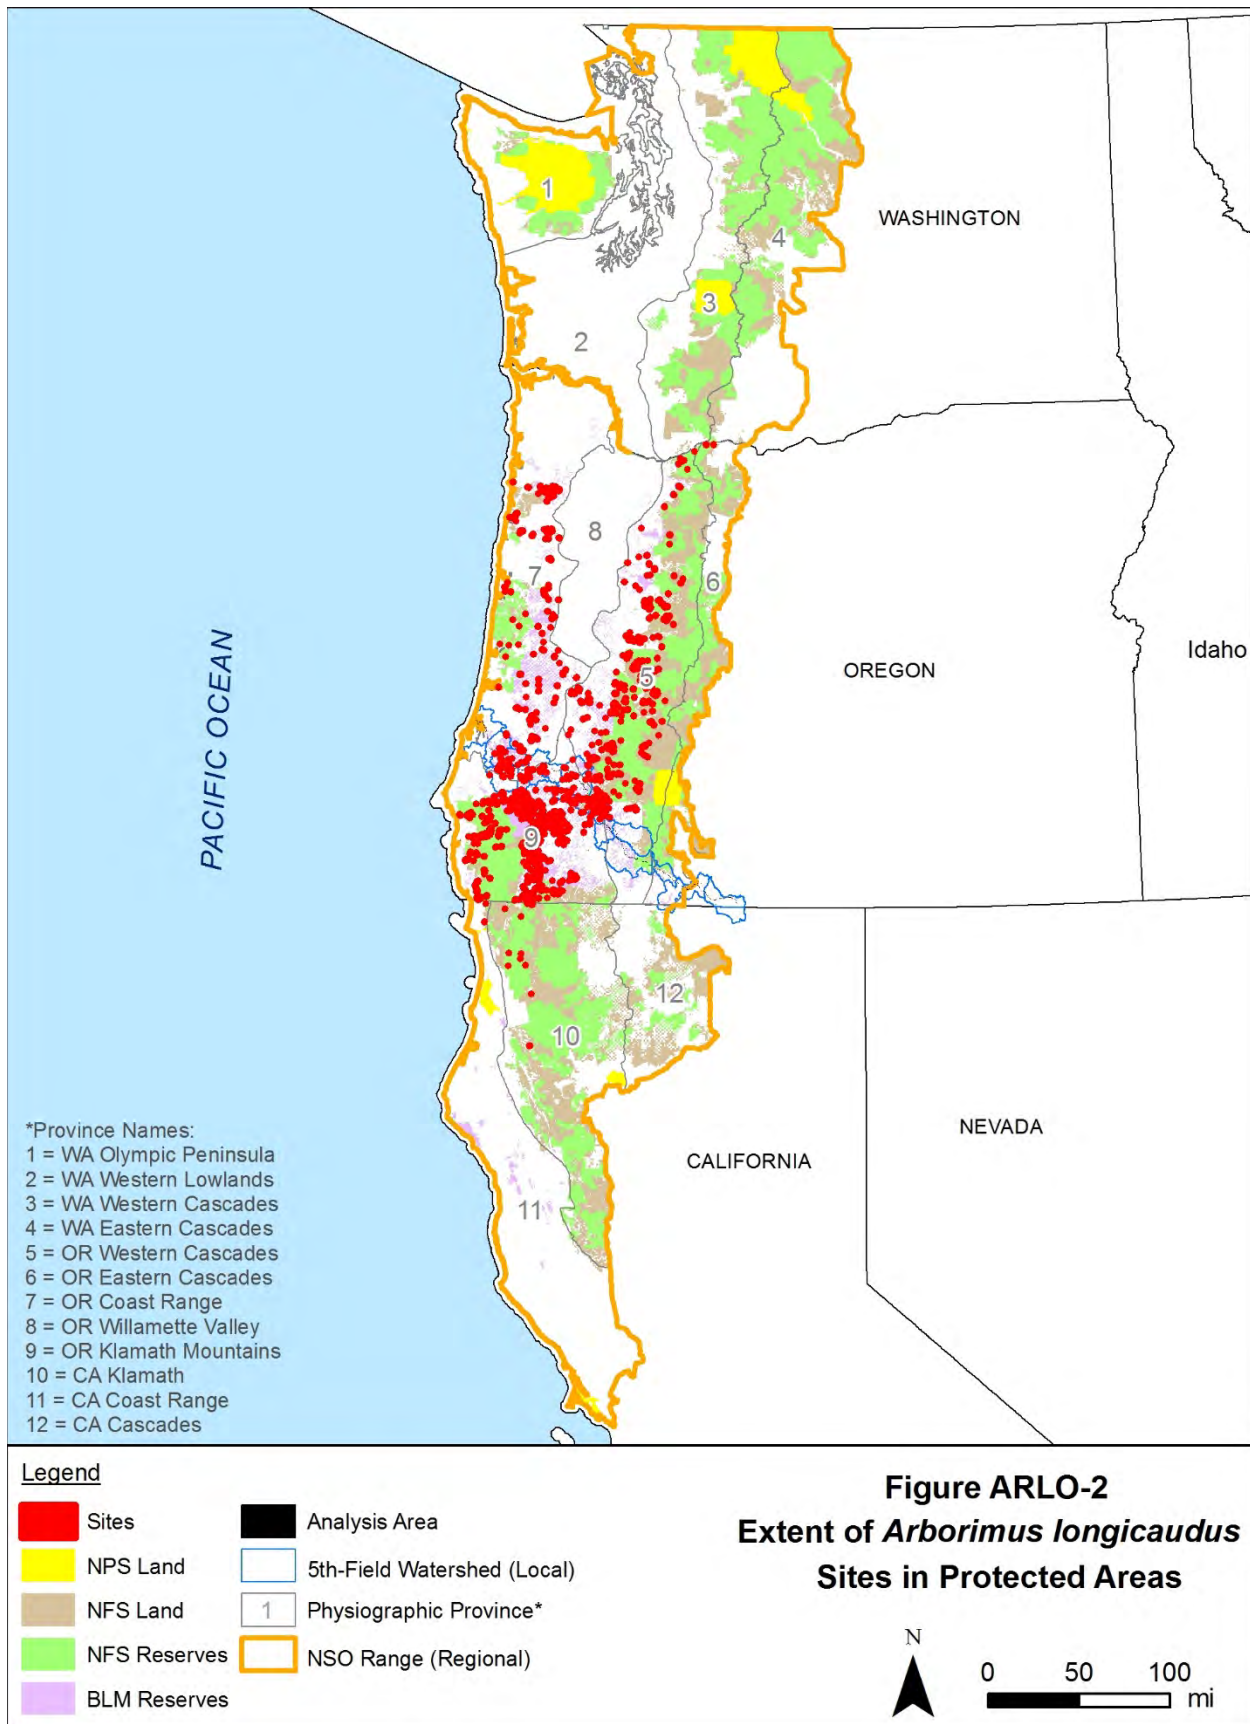 WASHINGTON
1
4
3
2
8
7
6
5
OREGON
Idaho
PACIFIC OCEAN
9
12
10
11
NEVADA
CALIFORNIA
*Province Names:
1 = WA Olympic Peninsula
2 = WA Western Lowlands
3 = WA Western Cascades
4 = WA Eastern Cascades
5 = OR Western Cascades
6 = OR Eastern Cascades
7 = OR Coast Range
8 = OR Willamette Valley
9 = OR Klamath Mountains
10 = CA Klamath
11 = CA Coast Range
12 = CA Cascades
Legend
Sites
NPS Land
NFS Land
NFS Reserves
BLM Reserves
Analysis Area
5th-Field Watershed (Local)
1 Physiographic Province*
NSO Range (Regional)
Figure ARLO-2
Extent of Arborimus longicaudus
Sites in Protected Areas
N
0 50 100
mi